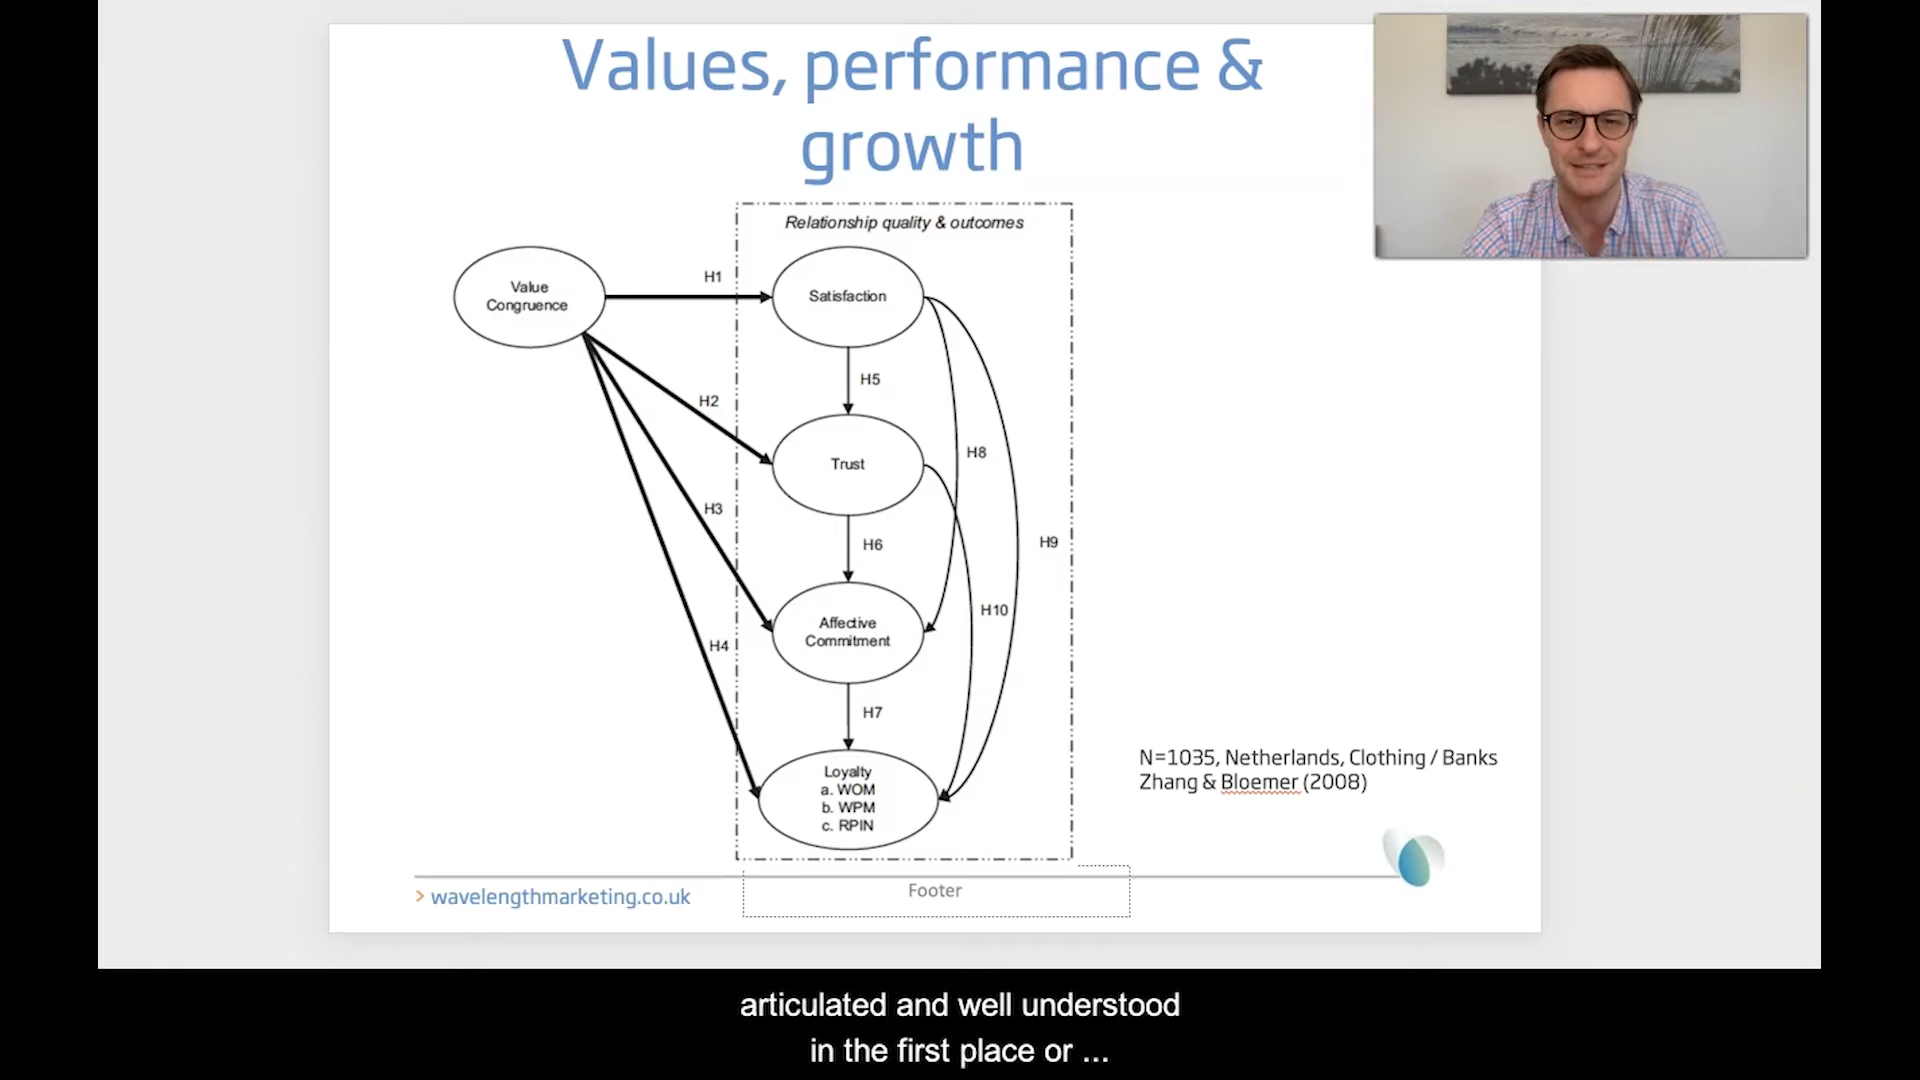 Values, performance &
growth
Relationship quality & outcomes
Value
Congruence
H1
Satisfaction
H5
H2
Trust
H8
H3
H6
H9
Affective
Commitment
H10
H4
H7
Loyalty
a. WOM
b. WPM
c. RPIN
N=1035, Netherlands, Clothing / Banks
Zhang & Bloemer (2008)
> wavelengthmarketing.co.uk
Footer
articulated and well understood
in the first place or ...